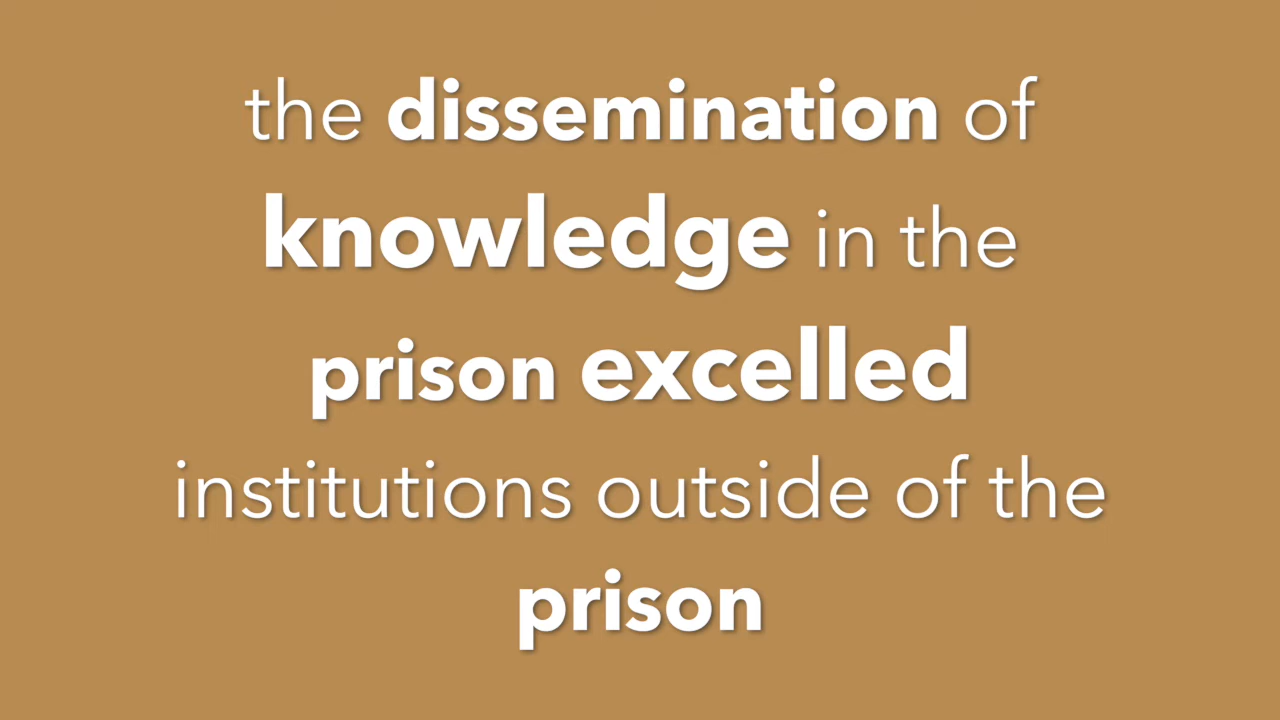 the dissemination of
knowledge in the
prison excelled
institutions outside of the
prison